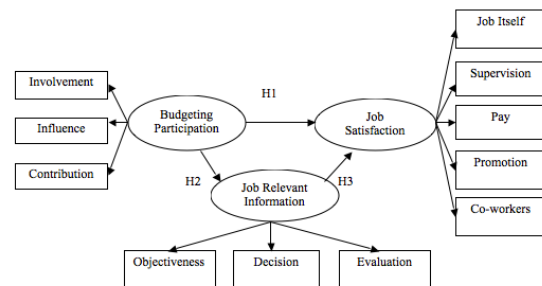 Job Itself
Supervision
Involvement
H1
Budgeting
Participation
Job
Satisfaction
Pay
Influence
Promotion
Contribution
H2
Job Relevant
Information
H3
Co-workers
Objectiveness
Decision
Evaluation